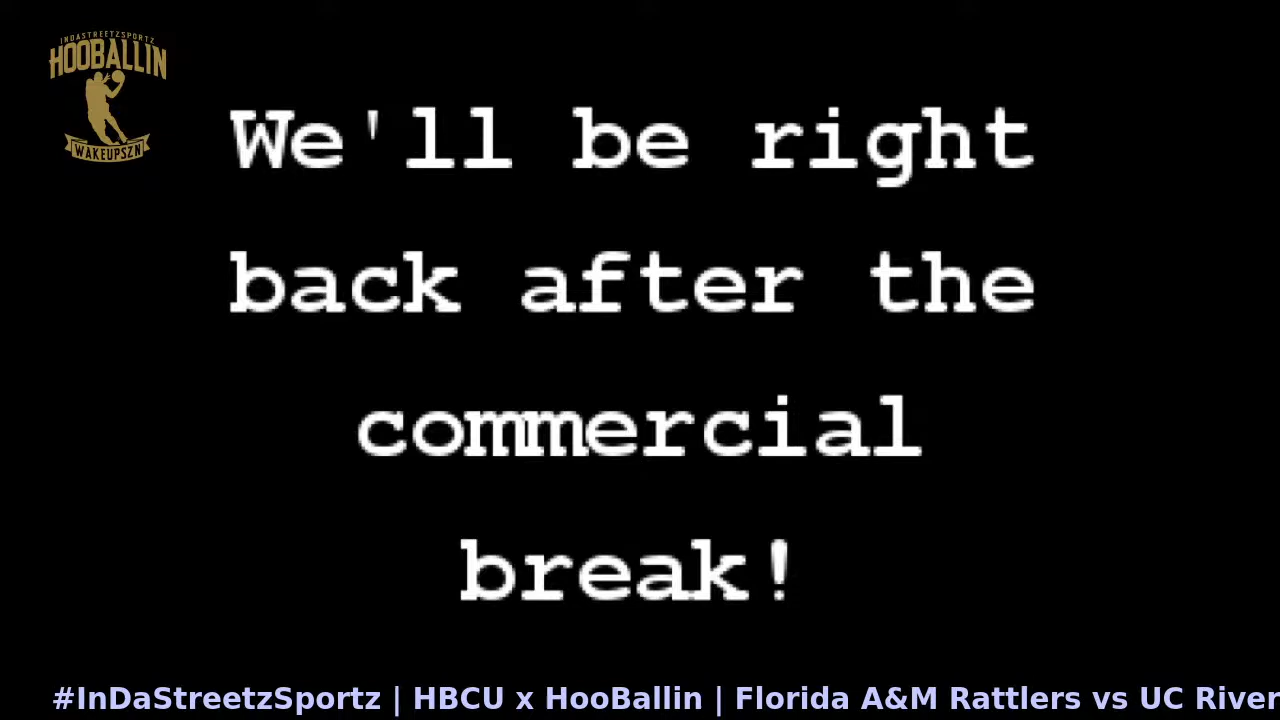 INDASTREETZSPORTZ
HOOBALLIN
WAKEUPSZN
We'll be right
back after the
commercial
break!
#InDaStreetzSportz | HBCU x HooBallin | Florida A&M Rattlers vs UC River